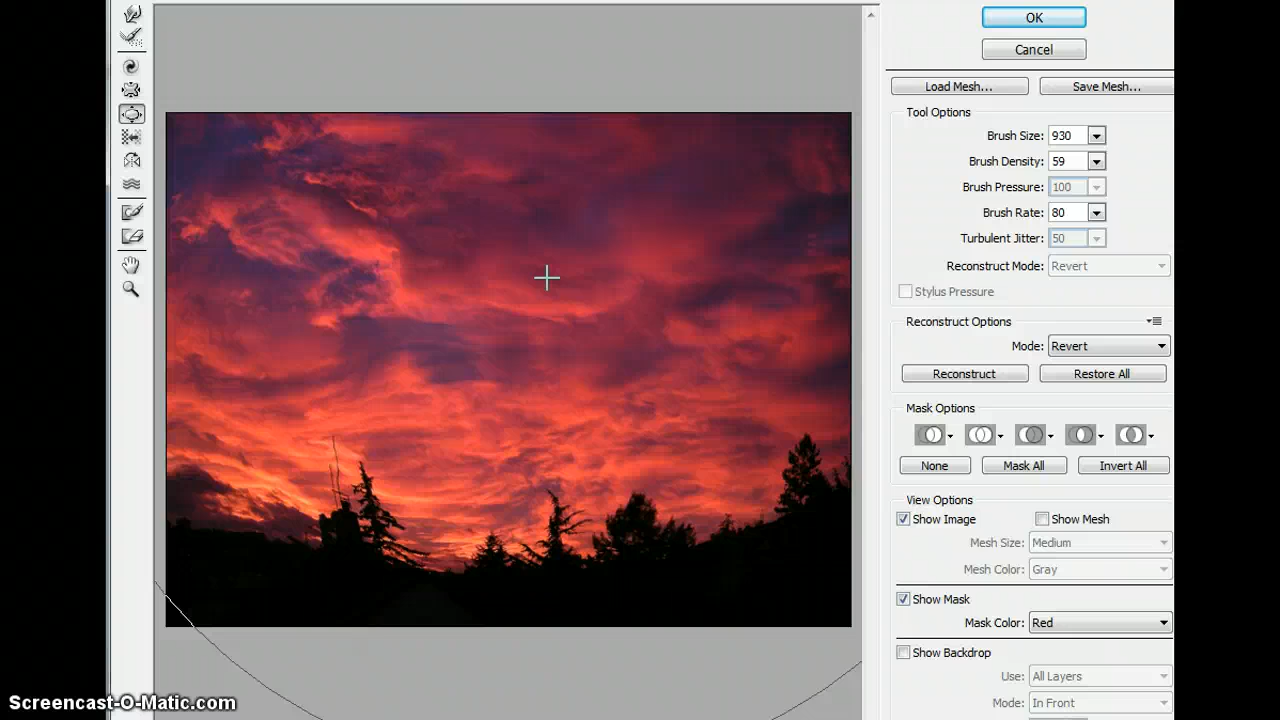 OK
Cancel
Load Mesh... Save Mesh...
Tool Options
Brush Size: 930
Brush Density: 59
Brush Pressure: 100
Brush Rate: 80
Turbulent Jitter: 50
Reconstruct Mode: Revert
Stylus Pressure
Reconstruct Options
Mode: Revert
Reconstruct Restore All
Mask Options
None Mask All Invert All
View Options
Show Image Show Mesh
Mesh Size: Medium
Mesh Color: Gray
Show Mask
Mask Color: Red
Show Backdrop
Use: All Layers
Mode: In Front
Screencast-O-Matic.com